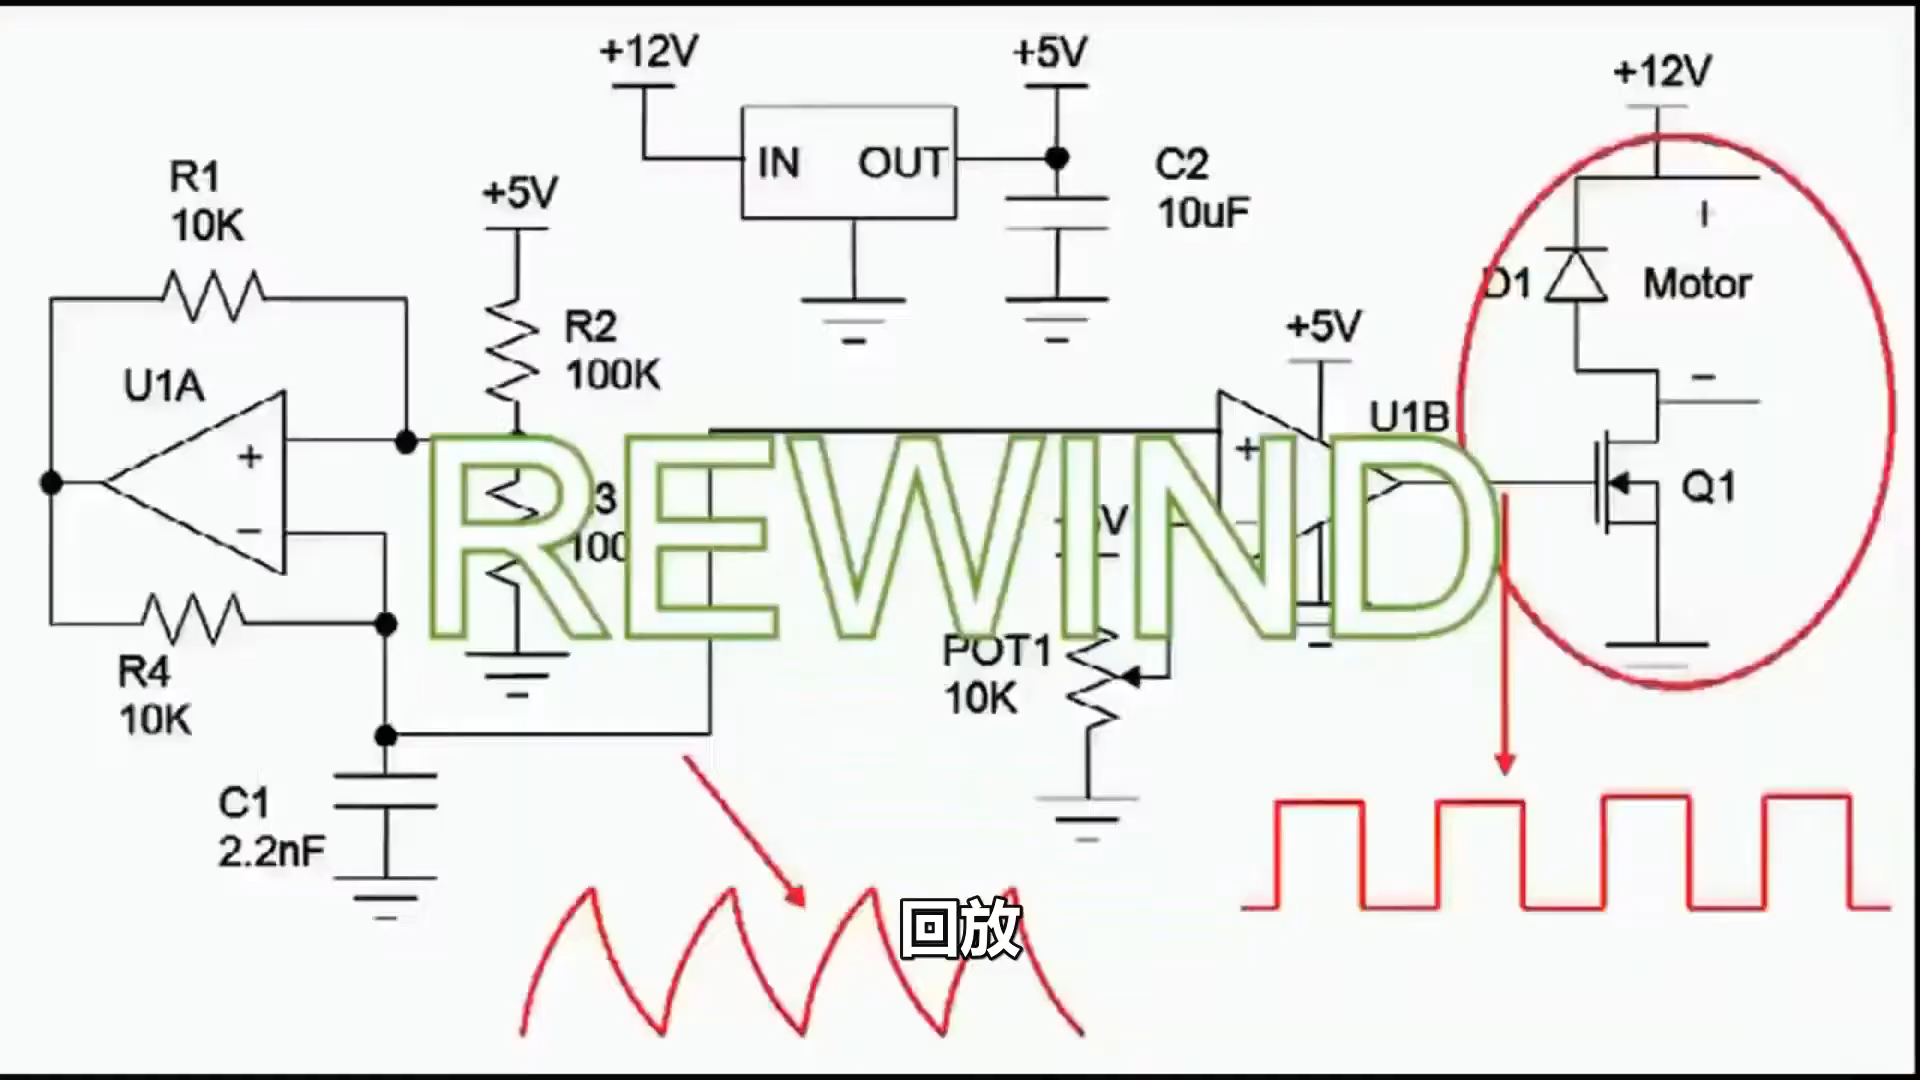 +12V
+5V
+12V
R1
10K
+5V
IN
OUT
C2
10uF
+
D1
Motor
R2
100K
+5V
U1A
U1B
−
+
+
−
Q1
REWIND
POT1
10K
R4
10K
C1
2.2nF
回放